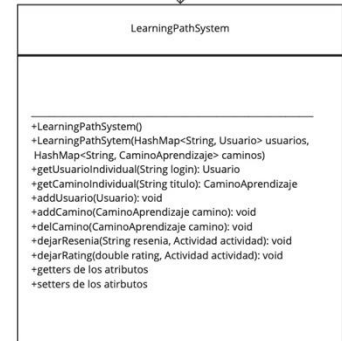 LearningPathSystem
+LearningPathSystem()
+LearningPathSytem(HashMap<String, Usuario> usuarios,
HashMap<String, CaminoAprendizaje> caminos)
+getUsuarioIndividual(String login): Usuario
+getCaminoIndividual(String titulo): CaminoAprendizaje
+addUsuario(Usuario): void
+addCamino(CaminoAprendizaje camino): void
+delCamino(CaminoAprendizaje camino): void
+dejarResenia(String resenia, Actividad actividad): void
+dejarRating(double rating, Actividad actividad): void
+getters de los atributos
+setters de los atirbutos